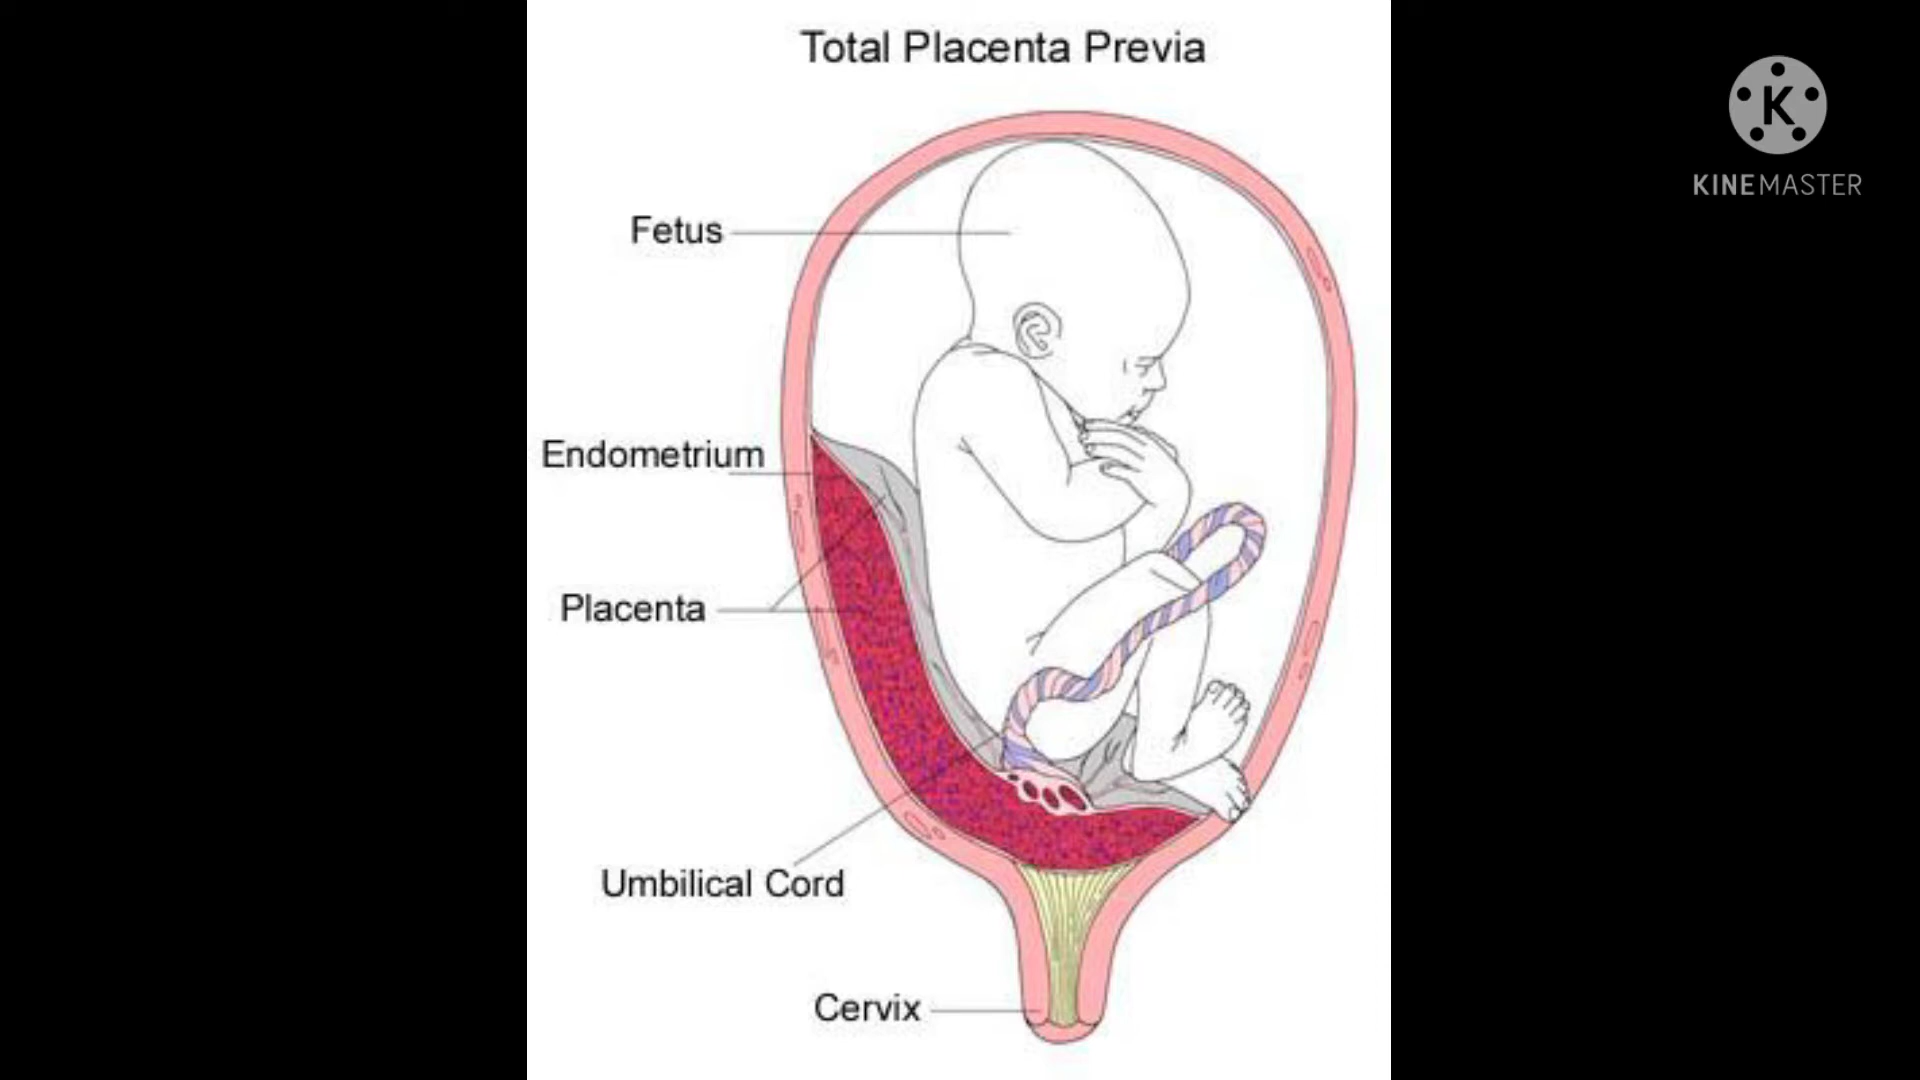 Total Placenta Previa
K
KINEMASTER
Fetus
Endometrium
Placenta
Umbilical Cord
Cervix